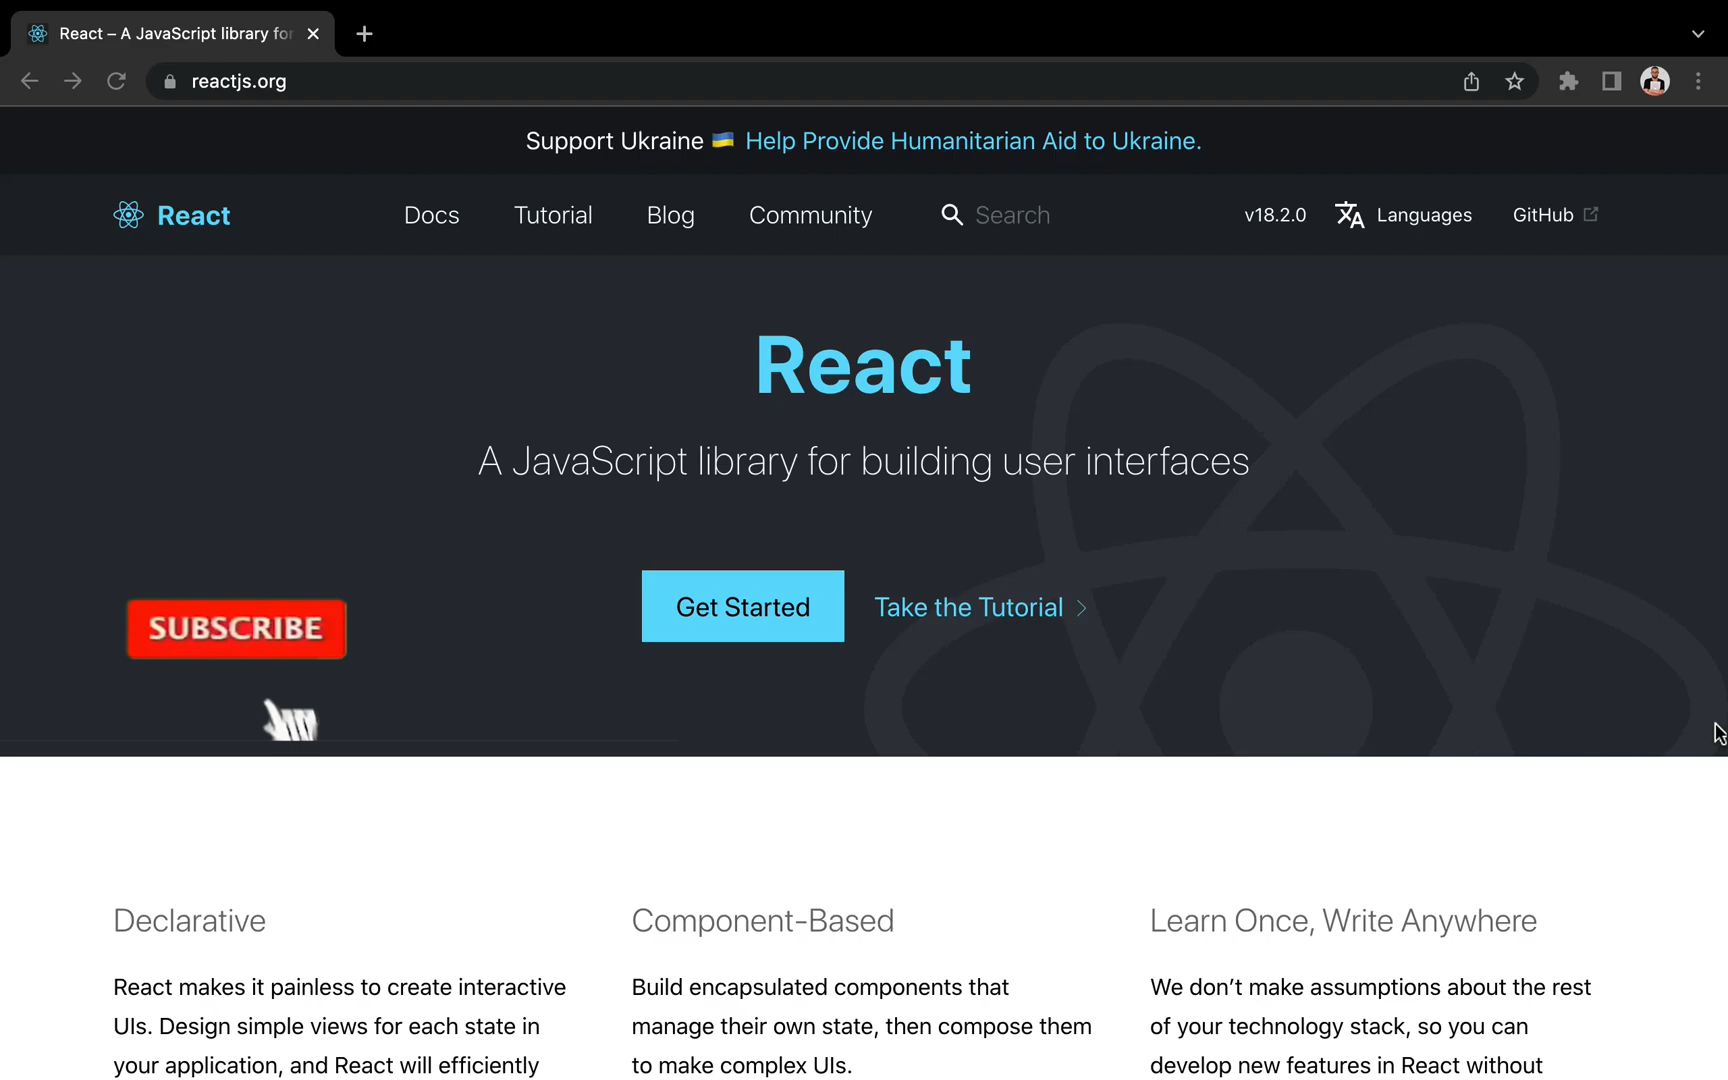 React – A JavaScript library for
reactjs.org
Support Ukraine 🇺🇦 Help Provide Humanitarian Aid to Ukraine.
React
Docs
Tutorial
Blog
Community
Search
v18.2.0
Languages
GitHub
React
A JavaScript library for building user interfaces
Get Started
Take the Tutorial
SUBSCRIBE
Declarative
React makes it painless to create interactive
UIs. Design simple views for each state in
your application, and React will efficiently
Component-Based
Build encapsulated components that
manage their own state, then compose them
to make complex UIs.
Learn Once, Write Anywhere
We don’t make assumptions about the rest
of your technology stack, so you can
develop new features in React without